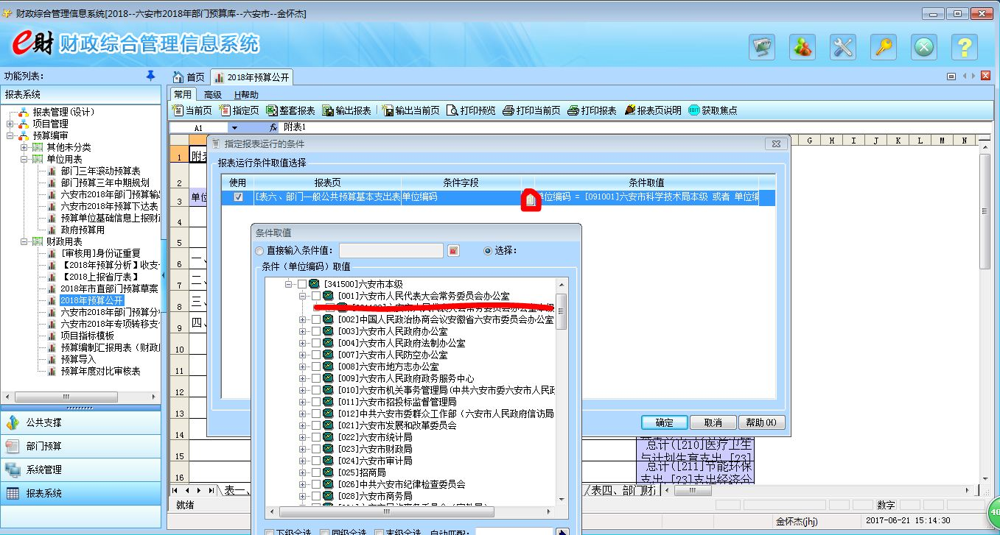 财政综合管理信息系统[2018--六安市2018年部门预算库--六安市--金怀杰]
e财 财政综合管理信息系统
功能列表:
首页 2018年预算公开
报表系统
常用 高级 H帮助
当前页 指定页 整套报表 输出报表 输出当前页 打印预览 打印当前页 打印报表 报表页说明 获取焦点
A1 fx 附表1
报表管理(设计)
项目管理
预算编审
其他未分类
单位用表
部门三年滚动预算表
部门预算三年中期规划
六安市2018年部门预算输
六安市2018年预算下达表
预算单位基础信息上报财
政府预算用
财政用表
[审核用]身份证重复
【2018年预算分析】收支
【2018上报省厅表】
2018年市直部门预算草案
2018年预算公开
六安市2018年部门预算分
六安市2018年专项转移支
项目指标模板
预算编制汇报用表(财政
预算导入
预算年度对比审核表
公共支撑
部门预算
系统管理
报表系统
G H I J K L M N
1 附表
2
3 单位
4
5
6 一、
7 二、
8 三、
9 四、
10
11
12
13
14
15
16
指定报表运行的条件
报表运行条件取值选择
使用 报表页 条件字段 条件取值
[表六、部门一般公共预算基本支出表 单位编码 单位编码 = [091001]六安市科学技术局本级 或者 单位编
条件取值
直接输入条件值: 选择:
条件(单位编码)取值
[341500]六安市本级
[001]六安市人民代表大会常务委员会办公室
[002]中国人民政治协商会议安徽省六安市委员会办公室
[003]六安市人民政府办公室
[004]六安市人民政府法制办公室
[007]六安市人民防空办公室
[008]六安市地方志办公室
[009]六安市人民政府政务服务中心
[010]六安市机关事务管理局(中共六安市委六安市人民政
[011]六安市招投标监督管理局
[012]中共六安市委群众工作部(六安市人民政府信访局
[021]六安市发展和改革委员会
[022]六安市统计局
[023]六安市财政局
[024]六安市审计局
[025]招商局
[026]中共六安市纪律检查委员会
[028]六安市商务局
下级全选 同级全选 末级全选 自动匹配:
确定 取消 帮助(H)
总计([210]医疗卫生
与计划生育支出,[23]
总计([211]节能环保
支出,[23]支出经济分
表一、 表四、部门财
就绪 数字
金怀杰(jhj) 2017-06-21 15:14:30
40